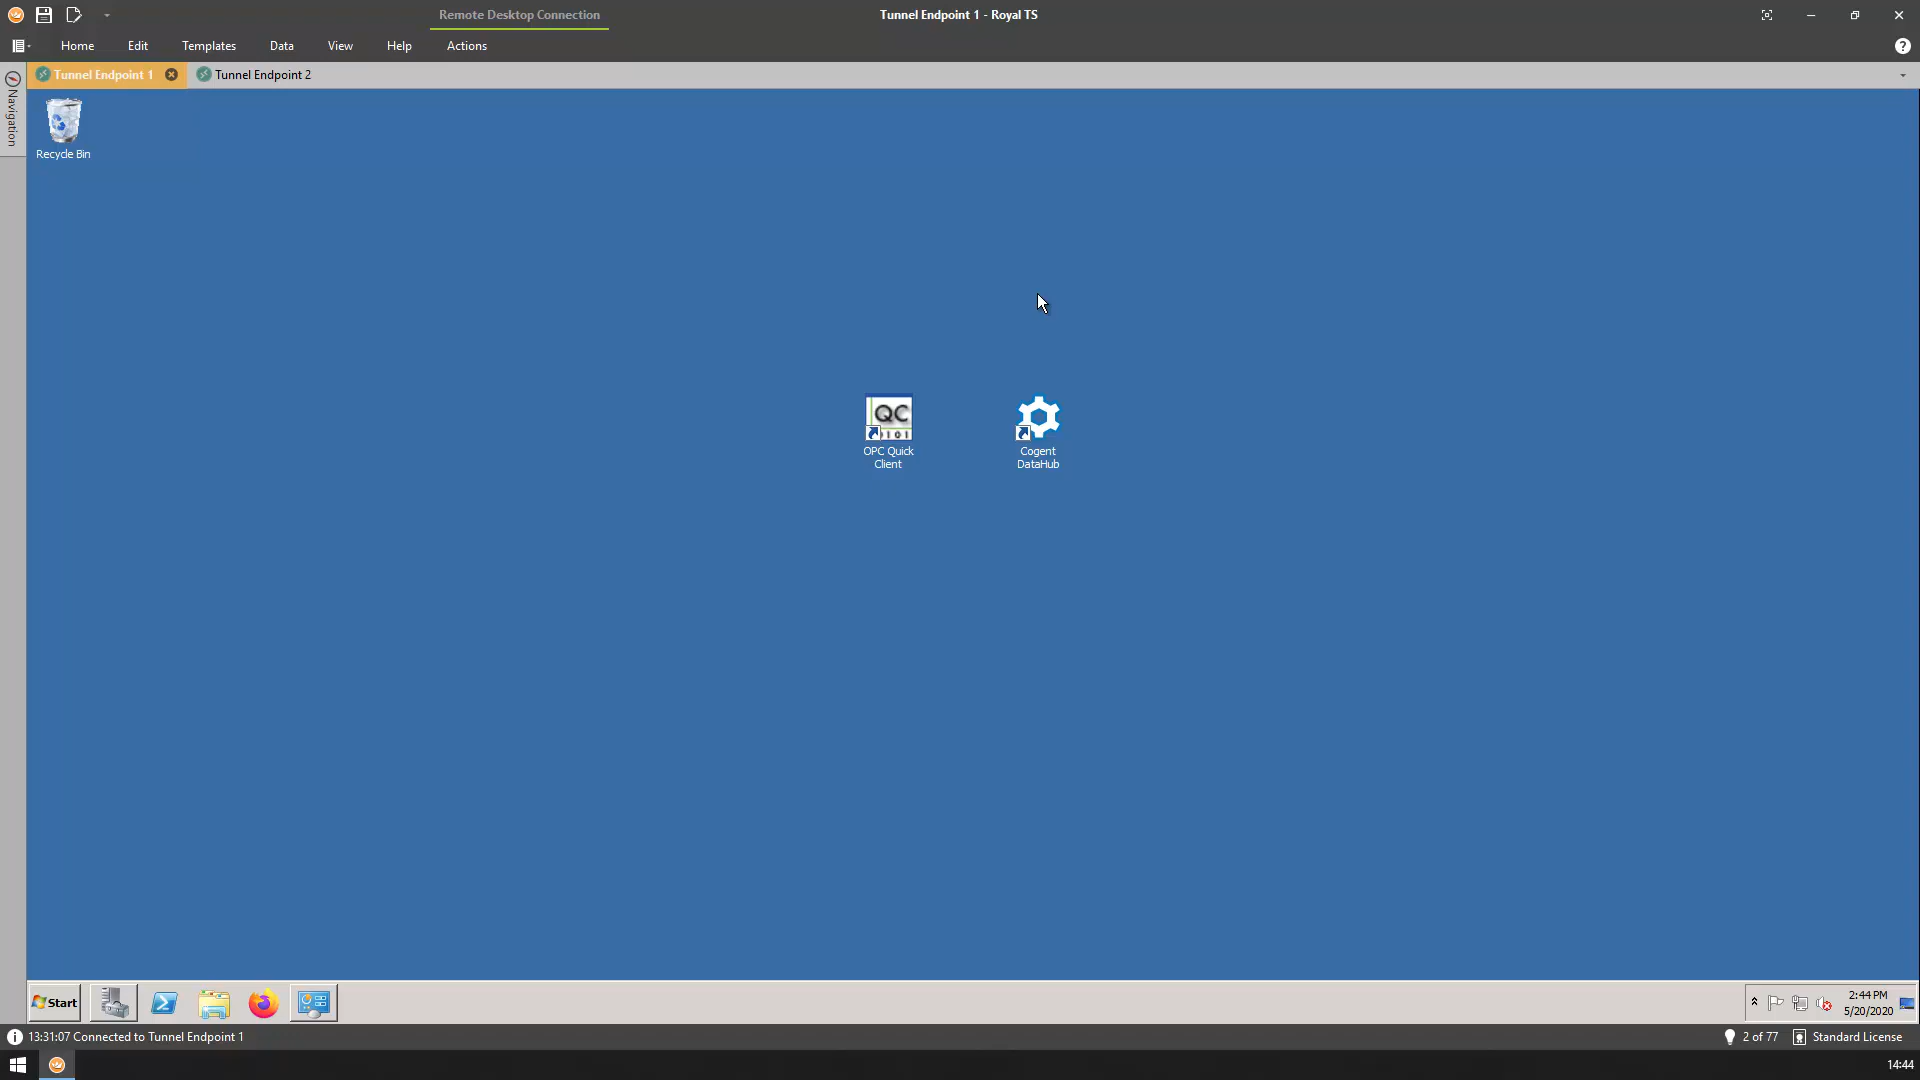 Remote Desktop Connection
Tunnel Endpoint 1 - Royal TS
Home Edit Templates Data View Help Actions
Tunnel Endpoint 1
Tunnel Endpoint 2
Navigation
Recycle Bin
QC
0101
OPC Quick
Client
Cogent
DataHub
Start
2:44 PM
5/20/2020
13:31:07 Connected to Tunnel Endpoint 1
2 of 77
Standard License
14:44